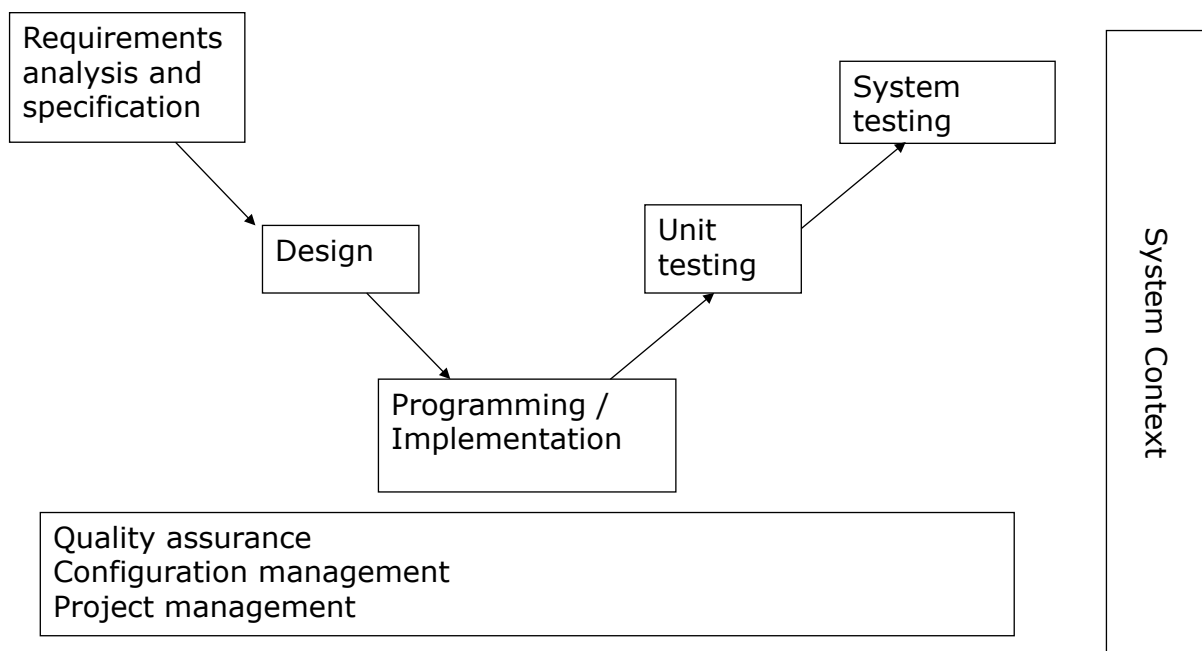 Requirements
analysis and
specification
System
testing
Unit
testing
Design
Programming /
Implementation
Quality assurance
Configuration management
Project management
System Context